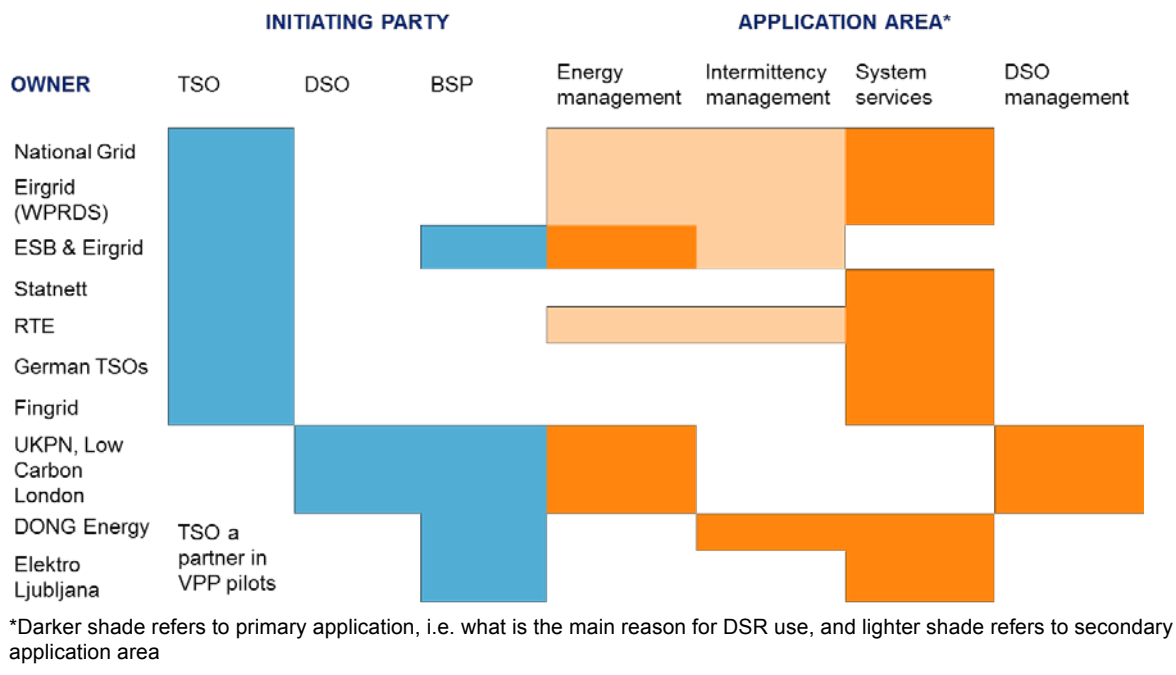 INITIATING PARTY
APPLICATION AREA*
OWNER
TSO
DSO
BSP
Energy
management
Intermittency
management
System
services
DSO
management
National Grid
Eirgrid
(WPRDS)
ESB & Eirgrid
Statnett
RTE
German TSOs
Fingrid
UKPN, Low
Carbon
London
DONG Energy
Elektro
Ljubljana
TSO a
partner in
VPP pilots
*Darker shade refers to primary application, i.e. what is the main reason for DSR use, and lighter shade refers to secondary
application area